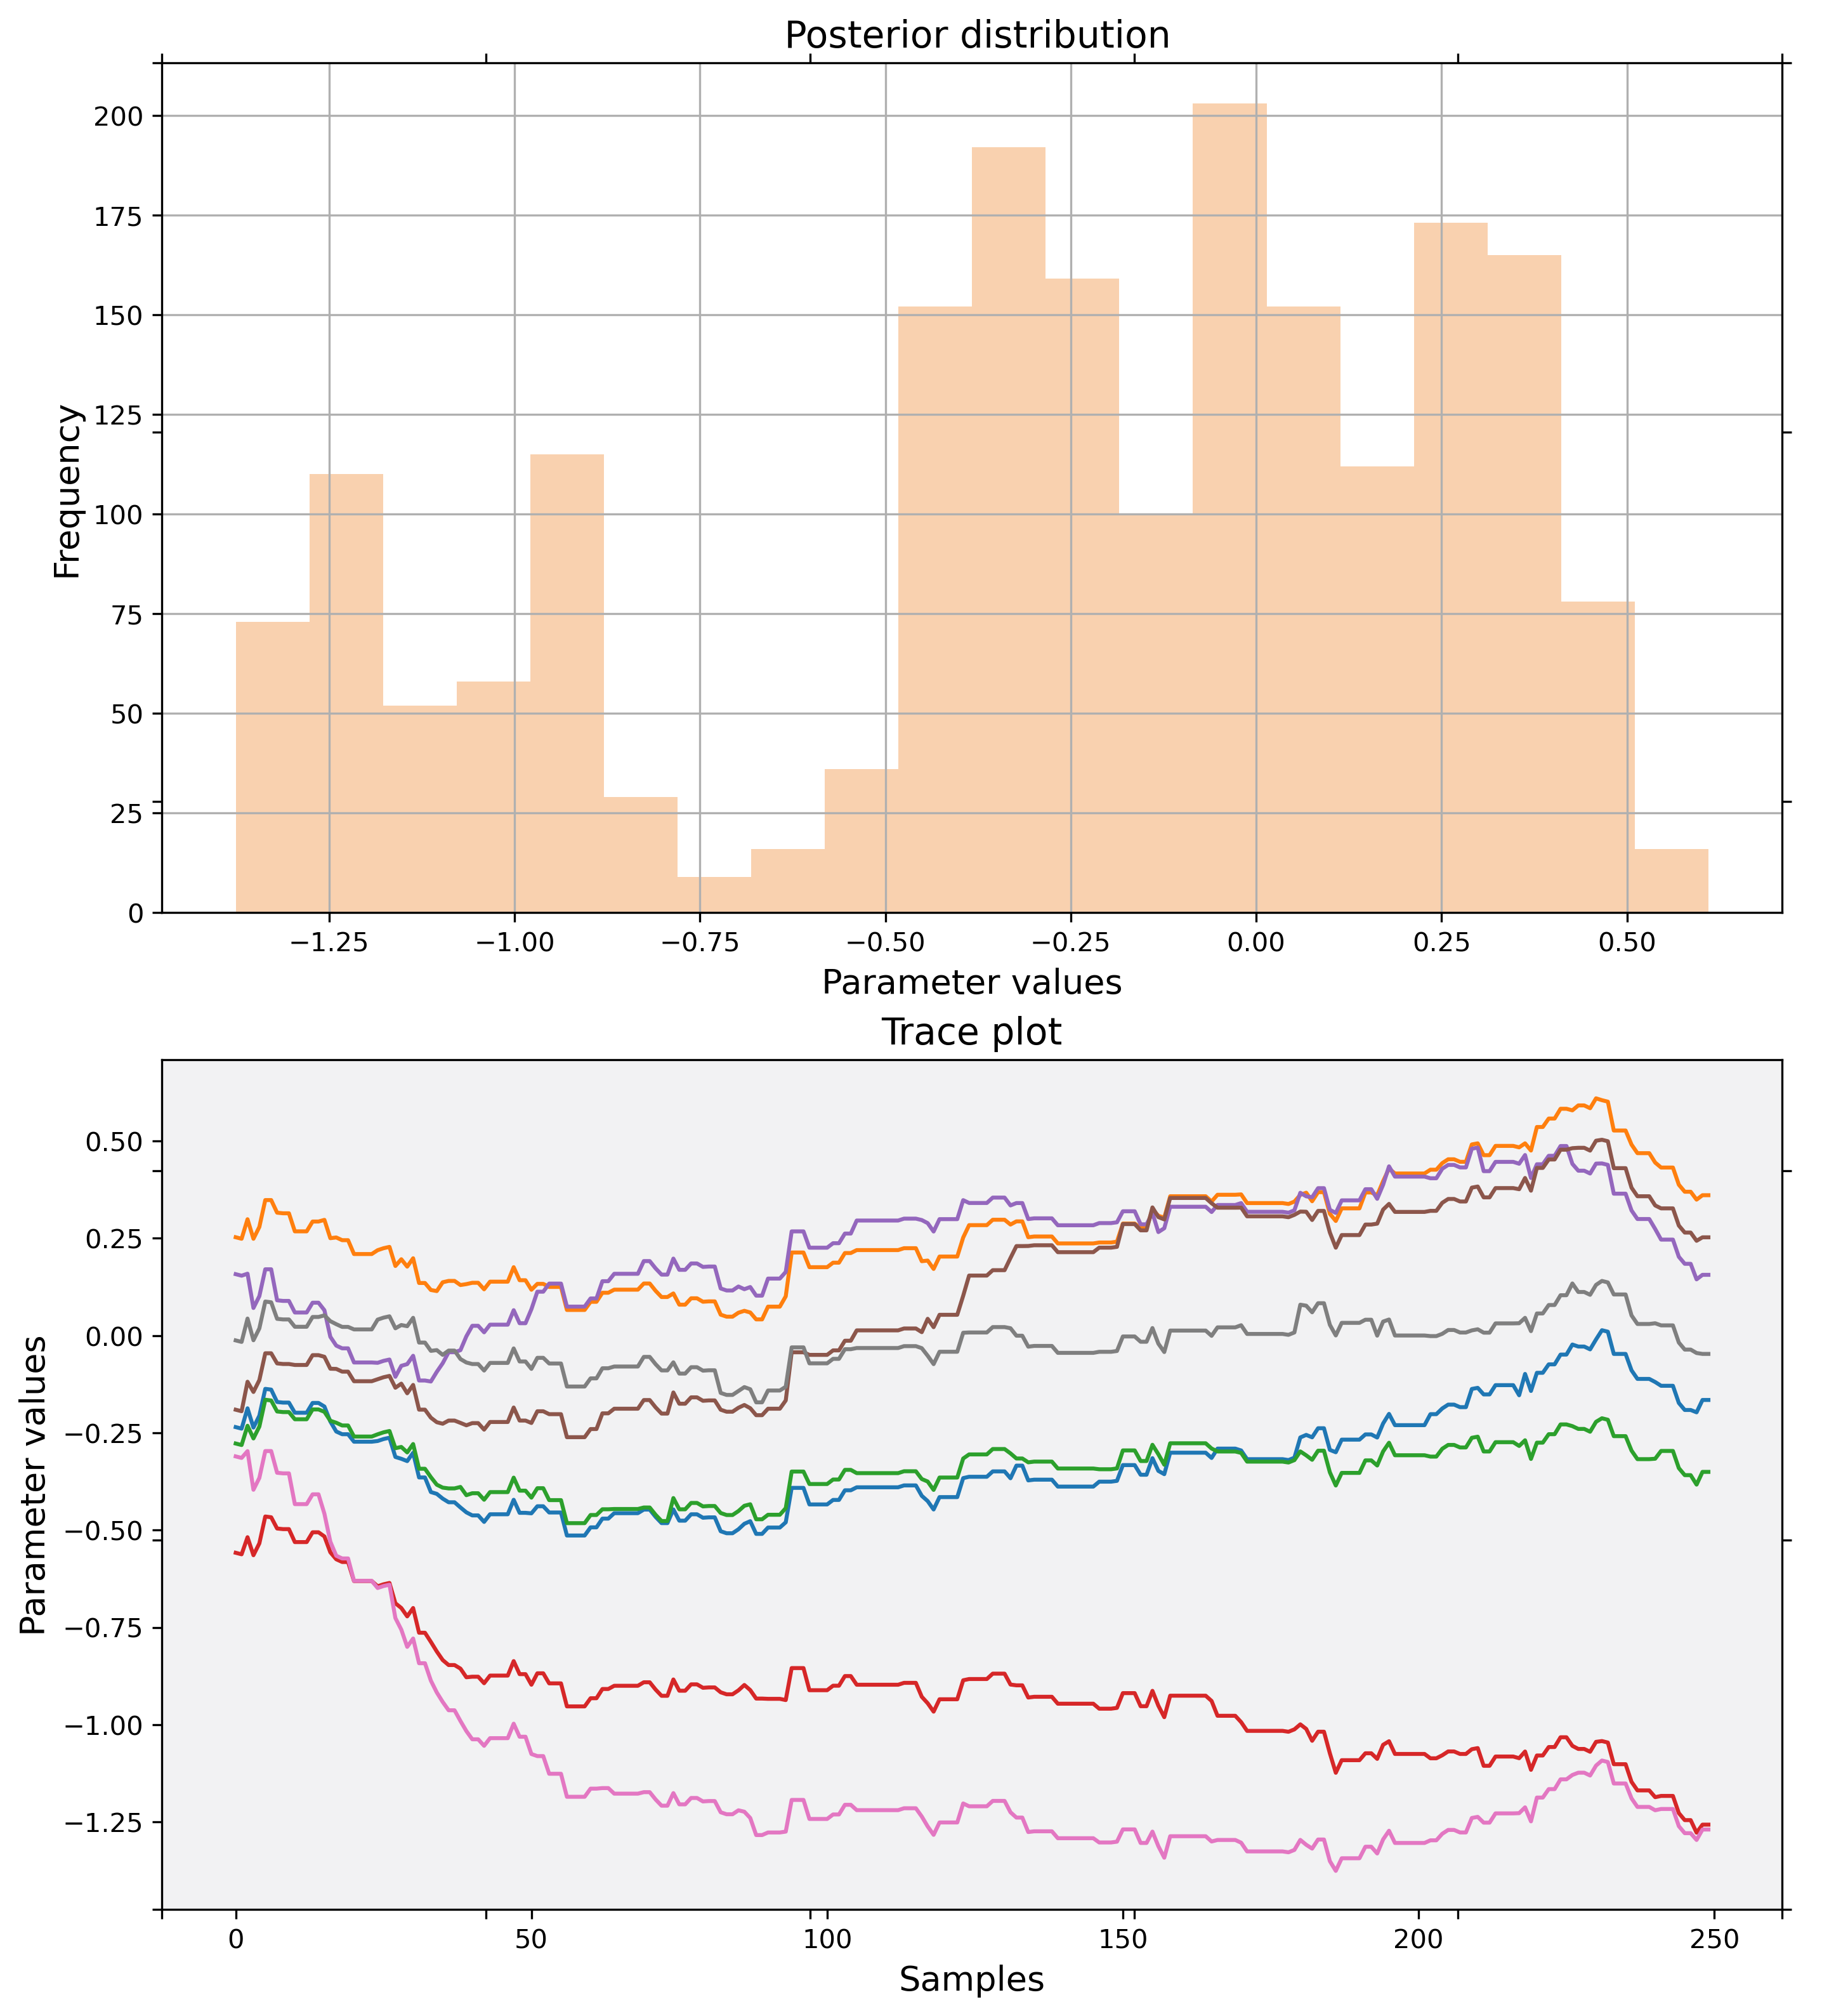 Posterior distribution
200
175
150
125
100
75
50
25
0
Frequency
−1.25 −1.00 −0.75 −0.50 −0.25 0.00 0.25 0.50
Parameter values
Trace plot
0.50
0.25
0.00
−0.25
−0.50
−0.75
−1.00
−1.25
Parameter values
0 50 100 150 200 250
Samples